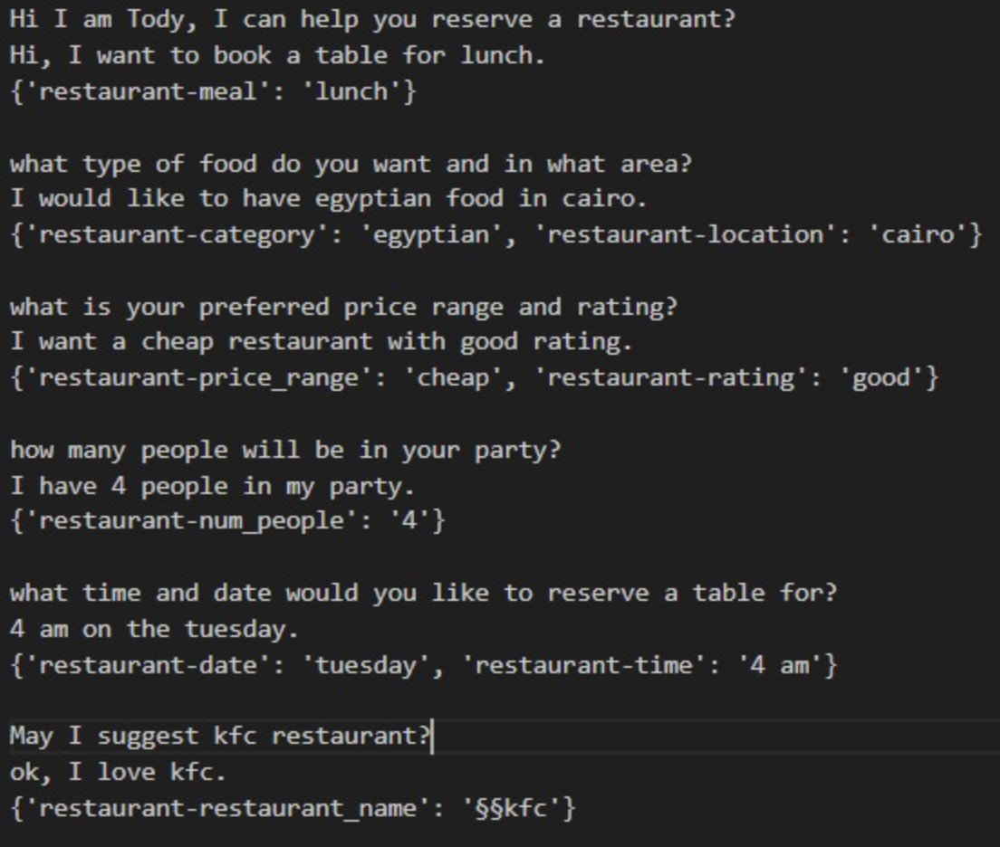 Hi I am Tody, I can help you reserve a restaurant?
Hi, I want to book a table for lunch.
{'restaurant-meal': 'lunch'}
what type of food do you want and in what area?
I would like to have egyptian food in cairo.
{'restaurant-category': 'egyptian', 'restaurant-location': 'cairo'}
what is your preferred price range and rating?
I want a cheap restaurant with good rating.
{'restaurant-price_range': 'cheap', 'restaurant-rating': 'good'}
how many people will be in your party?
I have 4 people in my party.
{'restaurant-num_people': '4'}
what time and date would you like to reserve a table for?
4 am on the tuesday.
{'restaurant-date': 'tuesday', 'restaurant-time': '4 am'}
May I suggest kfc restaurant?
ok, I love kfc.
{'restaurant-restaurant_name': '§§kfc'}